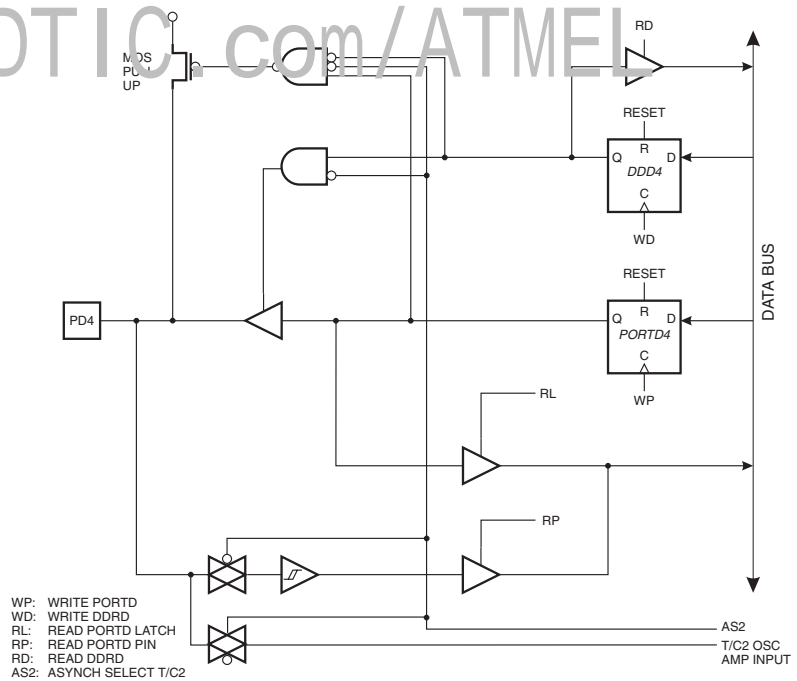 OTIC.com/ATMEL
RD
MOS
UP
RESET
R
Q
D
DDD4
C
WD
RESET
R
Q
D
PORTD4
C
WP
DATA BUS
PD4
RL
RP
WP: WRITE PORTD
WD: WRITE DDRD
RL: READ PORTD LATCH
RP: READ PORTD PIN
RD: READ DDRD
AS2: ASYNCH SELECT T/C2
AS2
T/C2 OSC
AMP INPUT